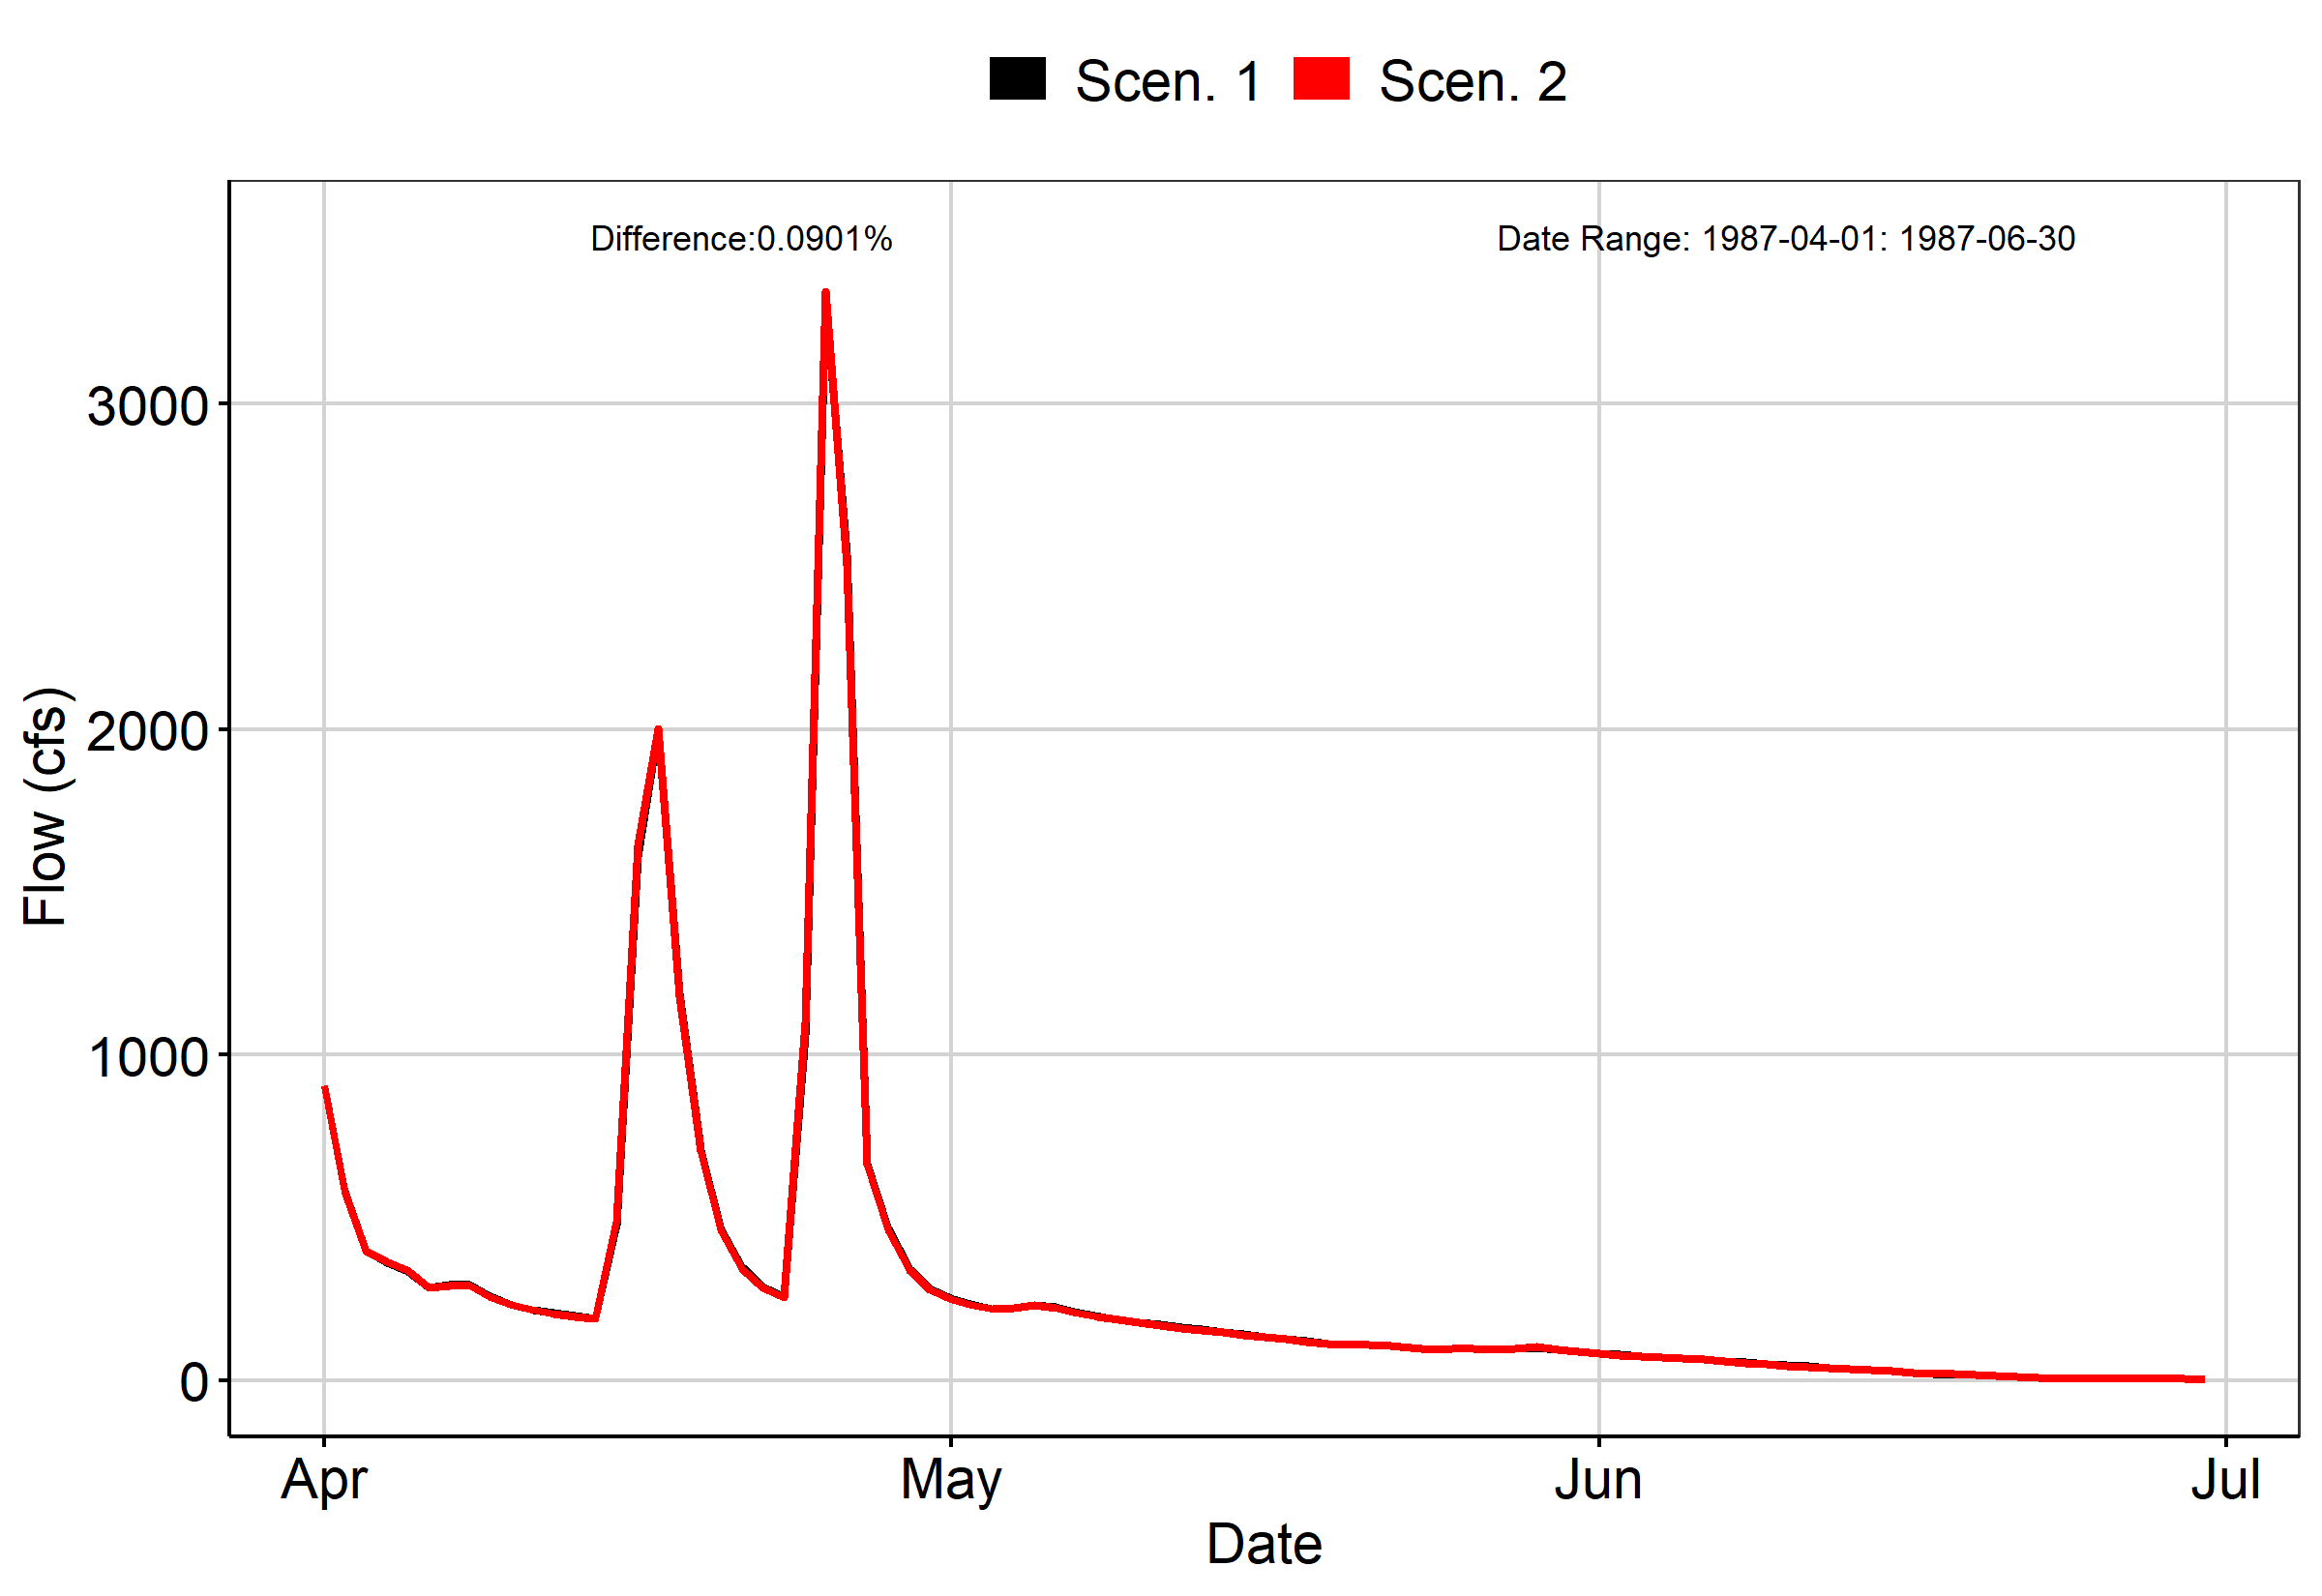 Scen. 1 Scen. 2
Difference:0.0901% Date Range: 1987-04-01: 1987-06-30
Flow (cfs)
3000
2000
1000
0
Apr May Jun Jul
Date